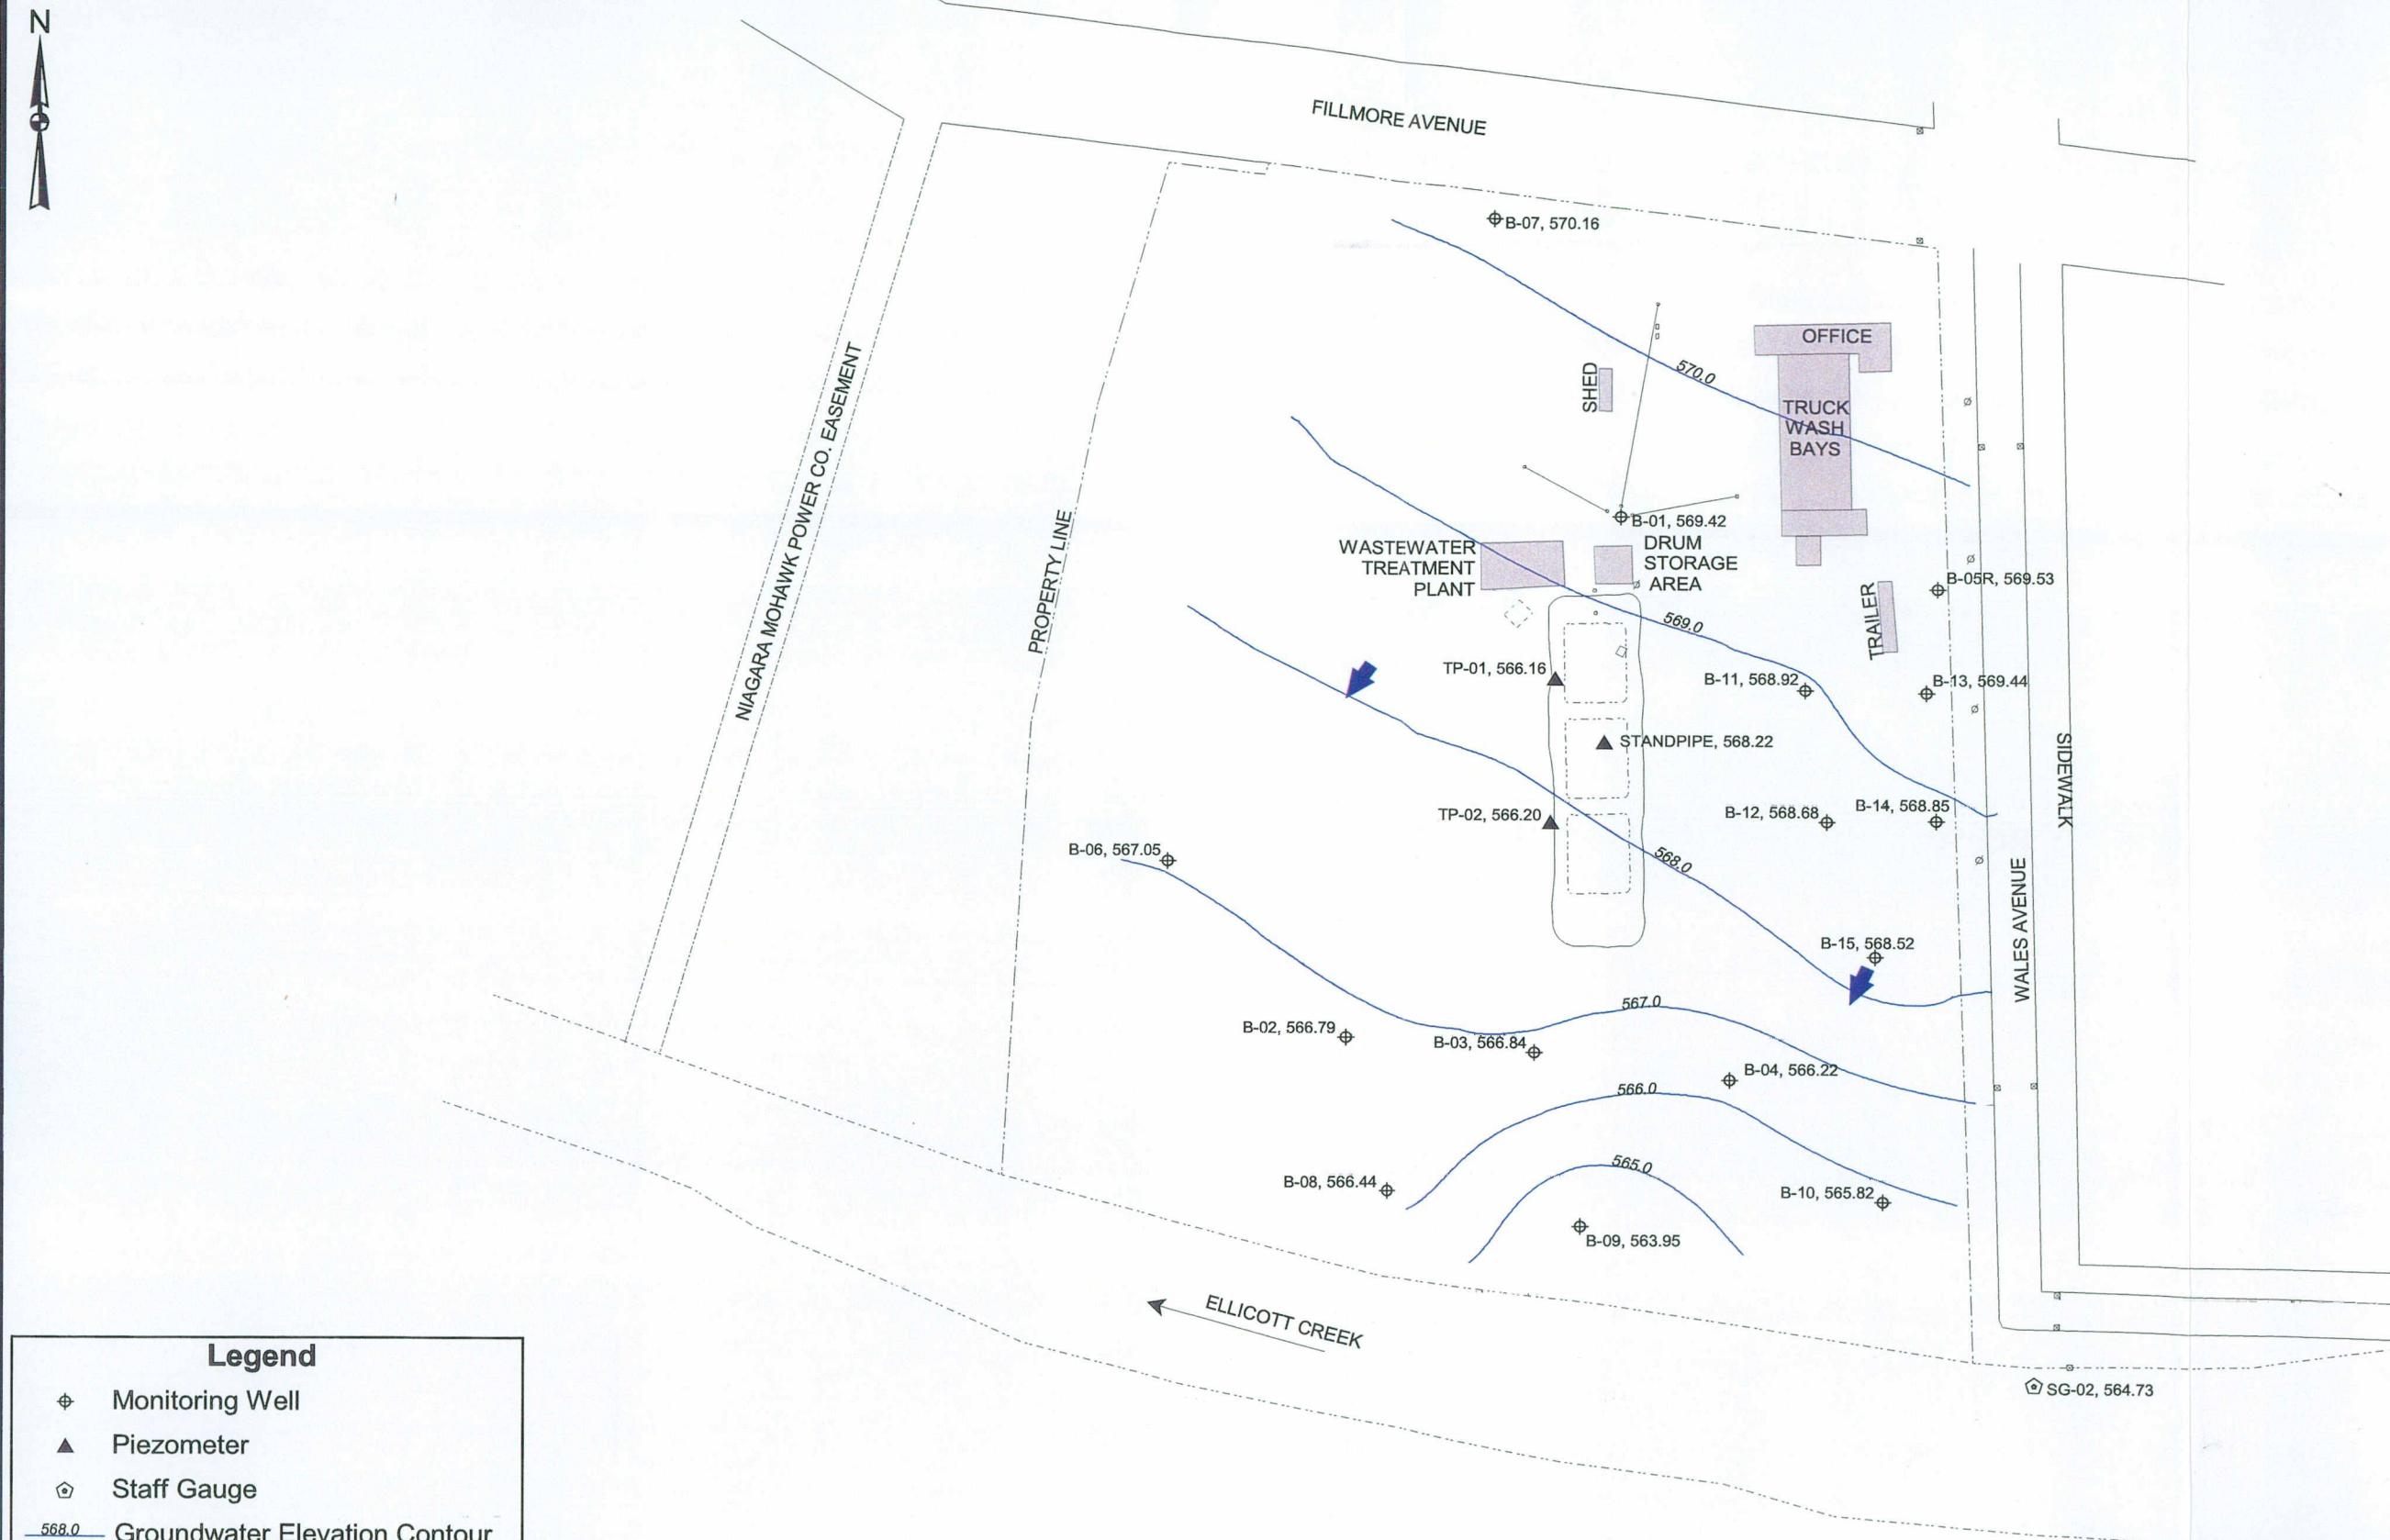 N
FILLMORE AVENUE
B-07, 570.16
OFFICE
NIAGARA MOHAWK POWER CO. EASEMENT
SHED
570.0
TRUCK
WASH
BAYS
PROPERTY LINE
B-01, 569.42
WASTEWATER
TREATMENT
PLANT
DRUM
STORAGE
AREA
B-05R, 569.53
TRAILER
569.0
TP-01, 566.16
B-11, 568.92
B-13, 569.44
STANDPIPE, 568.22
SIDEWALK
TP-02, 566.20
B-12, 568.68
B-14, 568.85
B-06, 567.05
568.0
WALES AVENUE
B-15, 568.52
567.0
B-02, 566.79
B-03, 566.84
B-04, 566.22
566.0
565.0
B-08, 566.44
B-10, 565.82
B-09, 563.95
ELLICOTT CREEK
SG-02, 564.73
Legend
Monitoring Well
Piezometer
Staff Gauge
568.0 Groundwater Elevation Contour